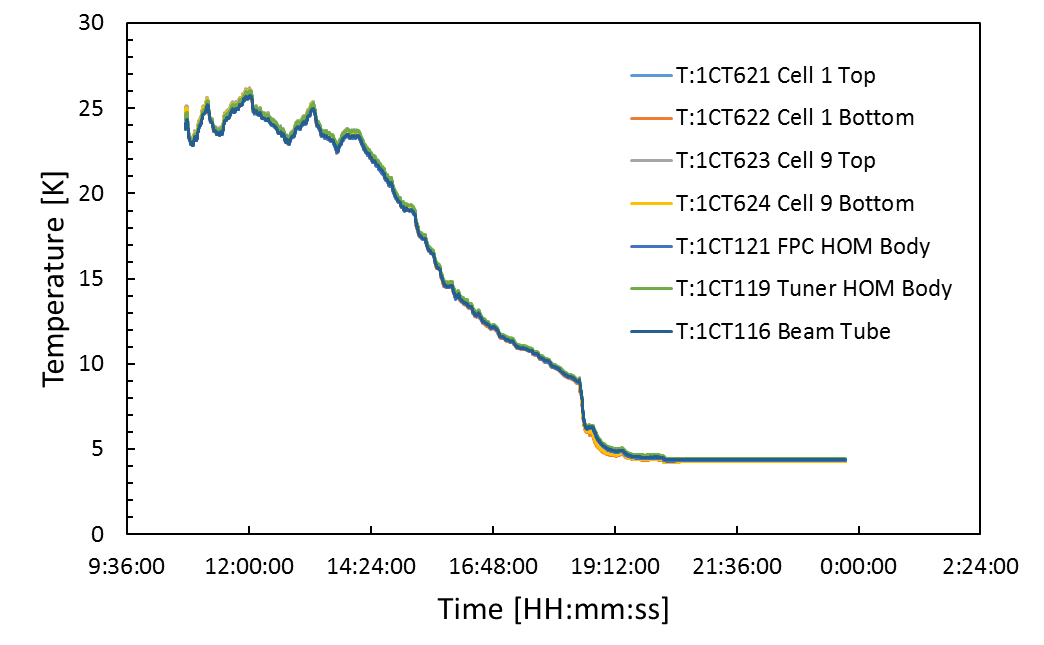 30
25
20
15
10
5
0
Temperature [K]
T:1CT621 Cell 1 Top
T:1CT622 Cell 1 Bottom
T:1CT623 Cell 9 Top
T:1CT624 Cell 9 Bottom
T:1CT121 FPC HOM Body
T:1CT119 Tuner HOM Body
T:1CT116 Beam Tube
9:36:00 12:00:00 14:24:00 16:48:00 19:12:00 21:36:00 0:00:00 2:24:00
Time [HH:mm:ss]